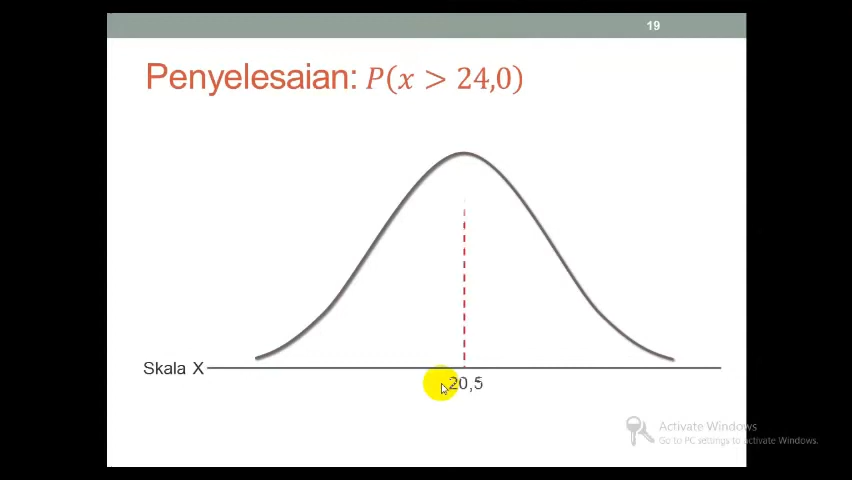 19
Penyelesaian: P(x > 24,0)
Skala X
20,5
Activate Windows
Go to PC settings to activate Windows.